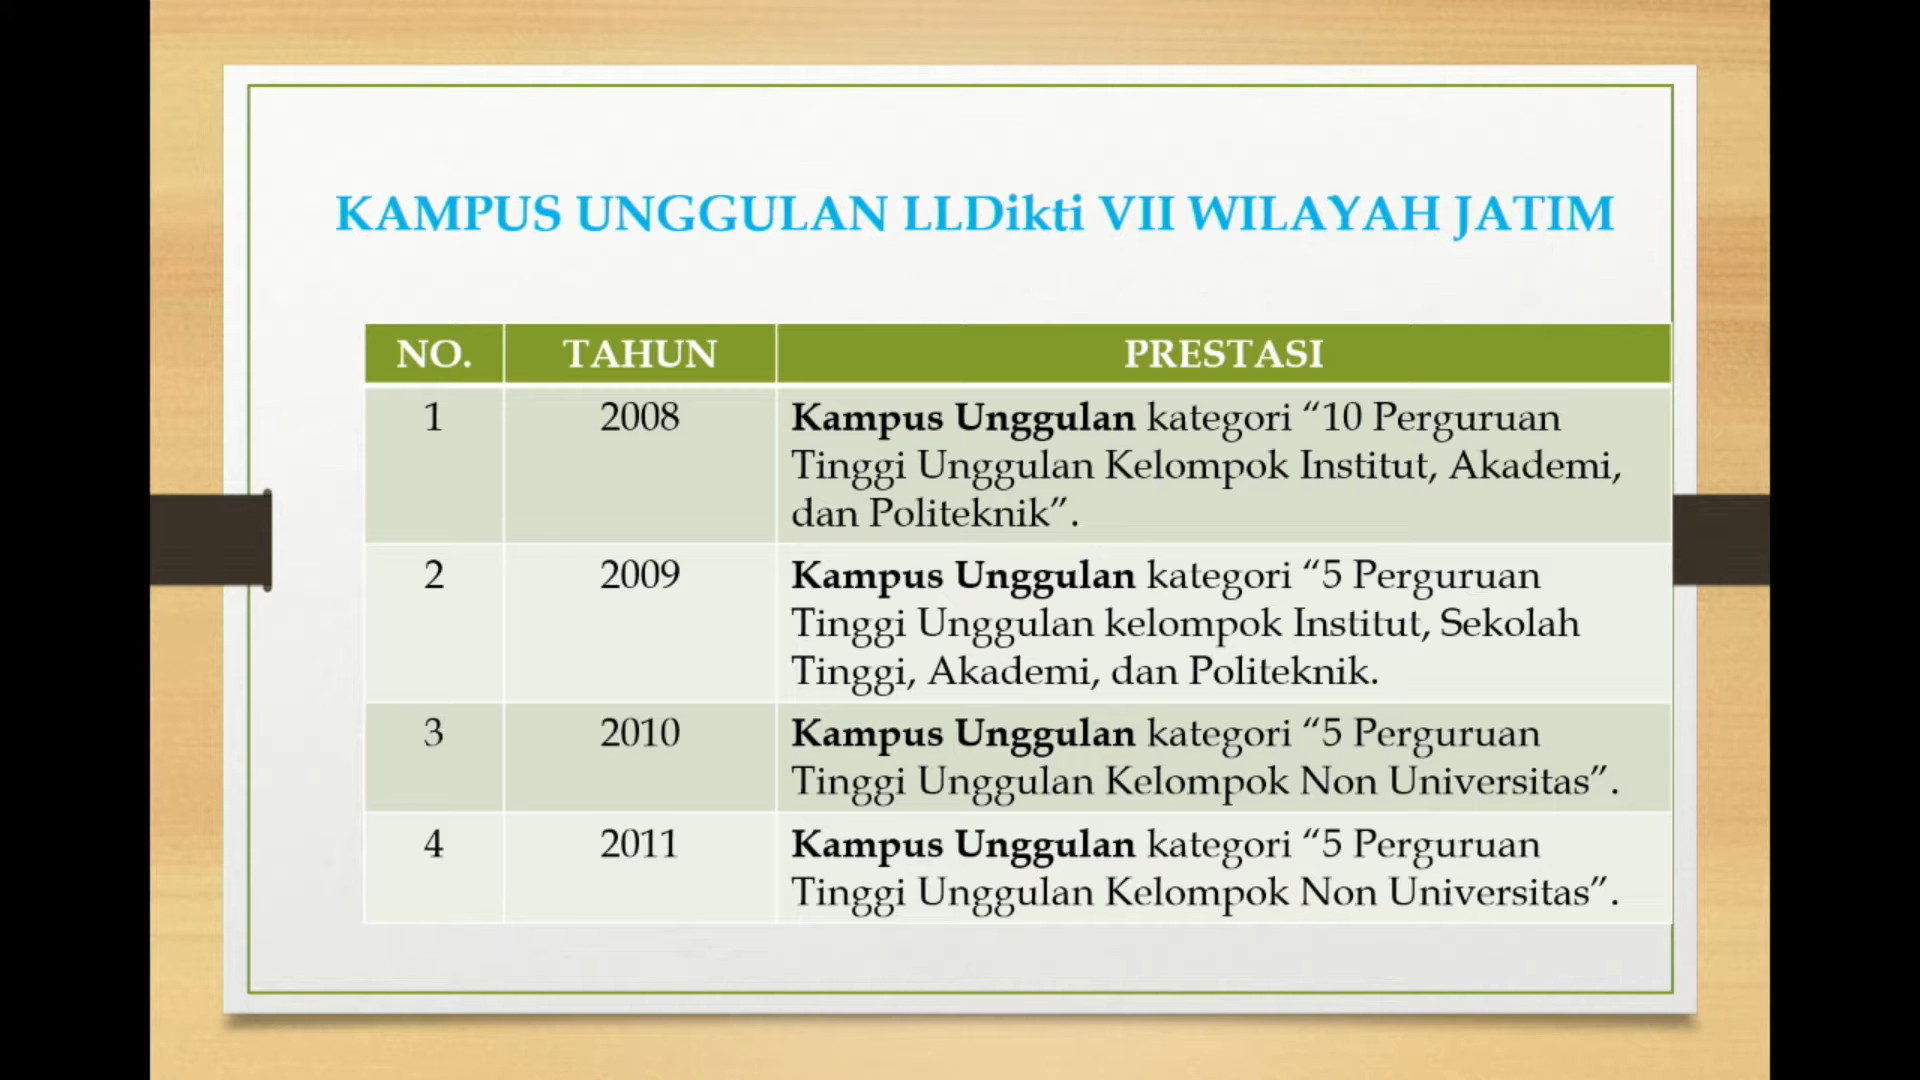 KAMPUS UNGGULAN LLDikti VII WILAYAH JATIM
NO. TAHUN PRESTASI
1 2008 Kampus Unggulan kategori “10 Perguruan
Tinggi Unggulan Kelompok Institut, Akademi,
dan Politeknik”.
2 2009 Kampus Unggulan kategori “5 Perguruan
Tinggi Unggulan kelompok Institut, Sekolah
Tinggi, Akademi, dan Politeknik.
3 2010 Kampus Unggulan kategori “5 Perguruan
Tinggi Unggulan Kelompok Non Universitas”.
4 2011 Kampus Unggulan kategori “5 Perguruan
Tinggi Unggulan Kelompok Non Universitas”.